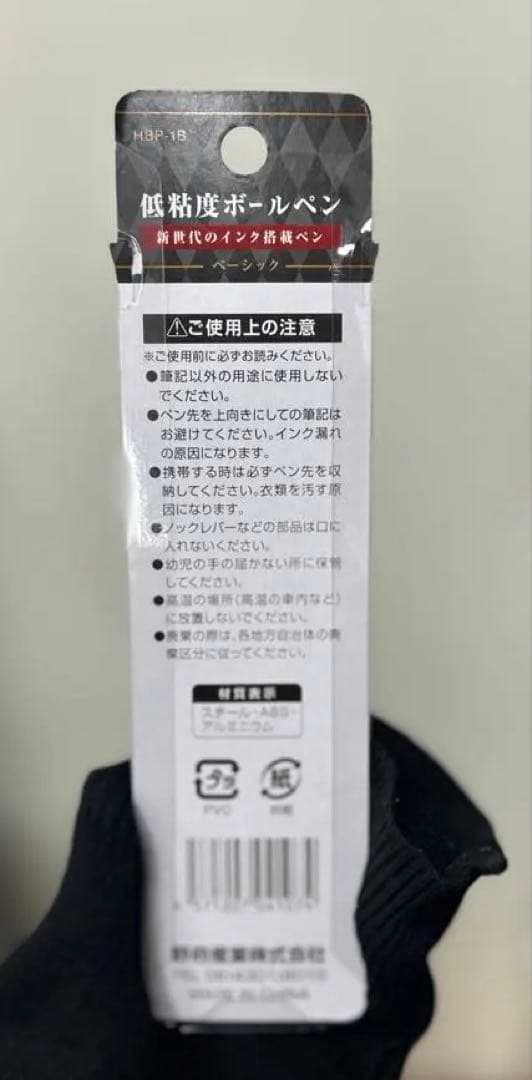 HBP-1B
低粘度ボールペン
新世代のインク搭載ペン
ベーシック
⚠ご使用上の注意
※ご使用前に必ずお読みください。
●筆記以外の用途に使用しない
でください。
●ペン先を上向きにしての筆記は
お避けてください。インク漏れ
の原因になります。
●携帯する時は必ずペン先を収
納してください。衣類を汚す原
因になります。
●ノックレバーなどの部品は口に
入れないください。
●幼児の手の届かない所に保管
してください。
●高温の場所(高温の車内など)
に放置しないでください。
●廃棄の際は、各地方自治体の廃
棄区分に従ってください。
材質表示
スチール・ABS・
アルミニウム
プラ
紙
PVC
台紙
株式会社
MADE IN CHINA